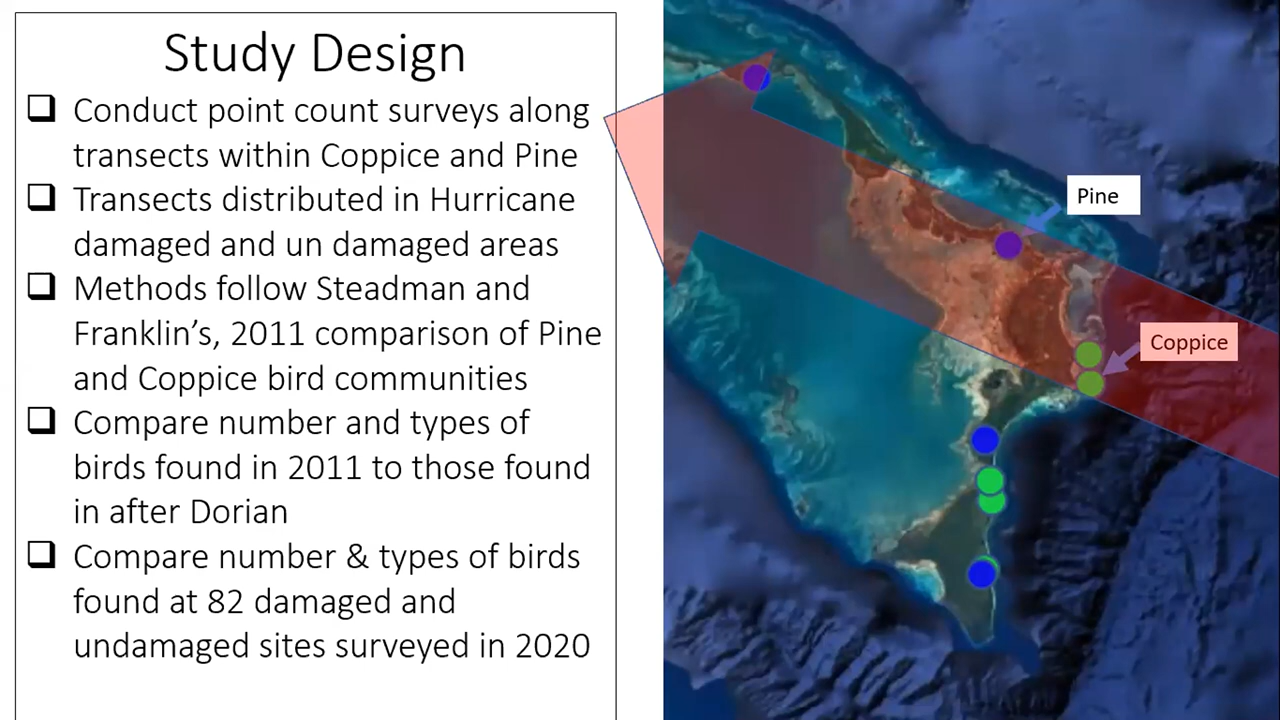 Study Design
❑ Conduct point count surveys along
transects within Coppice and Pine
❑ Transects distributed in Hurricane
damaged and un damaged areas
❑ Methods follow Steadman and
Franklin’s, 2011 comparison of Pine
and Coppice bird communities
❑ Compare number and types of
birds found in 2011 to those found
in after Dorian
❑ Compare number & types of birds
found at 82 damaged and
undamaged sites surveyed in 2020
Pine
Coppice